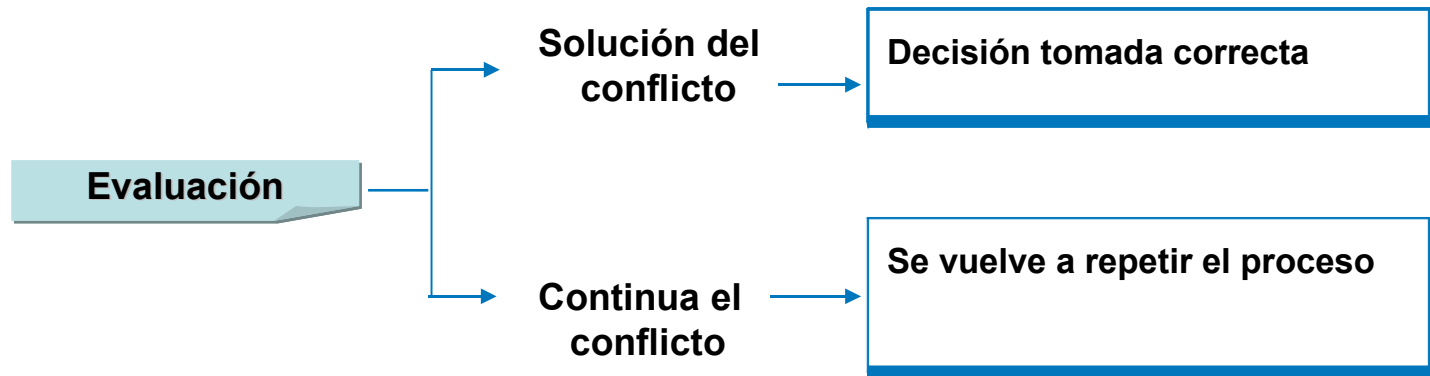 Solución del
conflicto
Decisión tomada correcta
Evaluación
Continua el
conflicto
Se vuelve a repetir el proceso